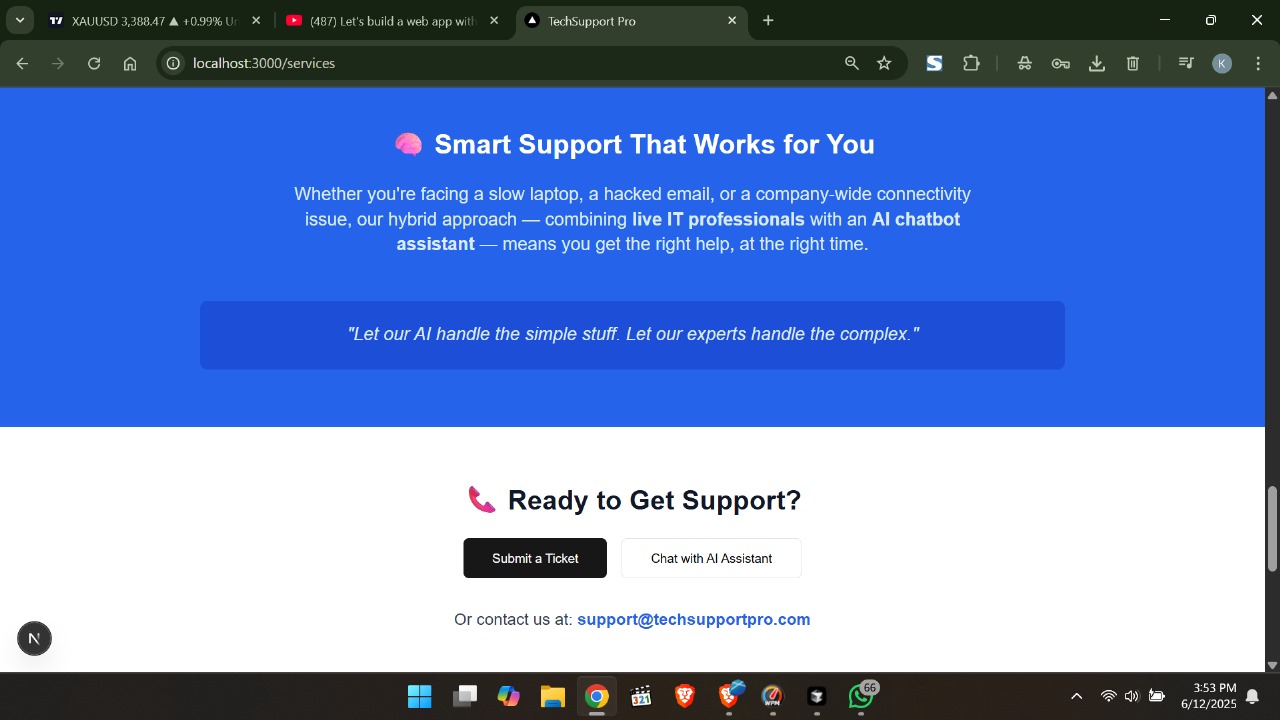 XAUUSD 3,388.47 ▲ +0.99% Un
(487) Let's build a web app with
TechSupport Pro
localhost:3000/services
K
🧠 Smart Support That Works for You
Whether you're facing a slow laptop, a hacked email, or a company-wide connectivity
issue, our hybrid approach — combining live IT professionals with an AI chatbot
assistant — means you get the right help, at the right time.
"Let our AI handle the simple stuff. Let our experts handle the complex."
📞 Ready to Get Support?
Submit a Ticket
Chat with AI Assistant
Or contact us at: support@techsupportpro.com
N
321
WPM
66
3:53 PM
6/12/2025